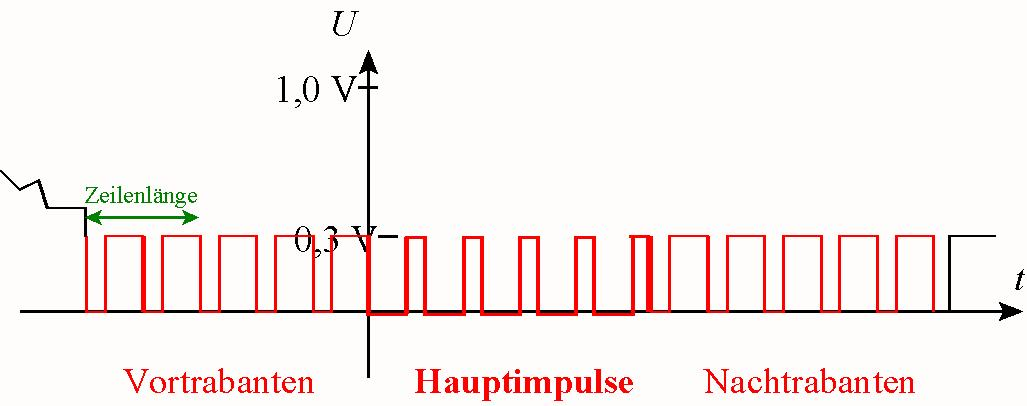 U
1,0 V
Zeilenlänge
0,3 V
t
Vortrabanten Hauptimpulse Nachtrabanten